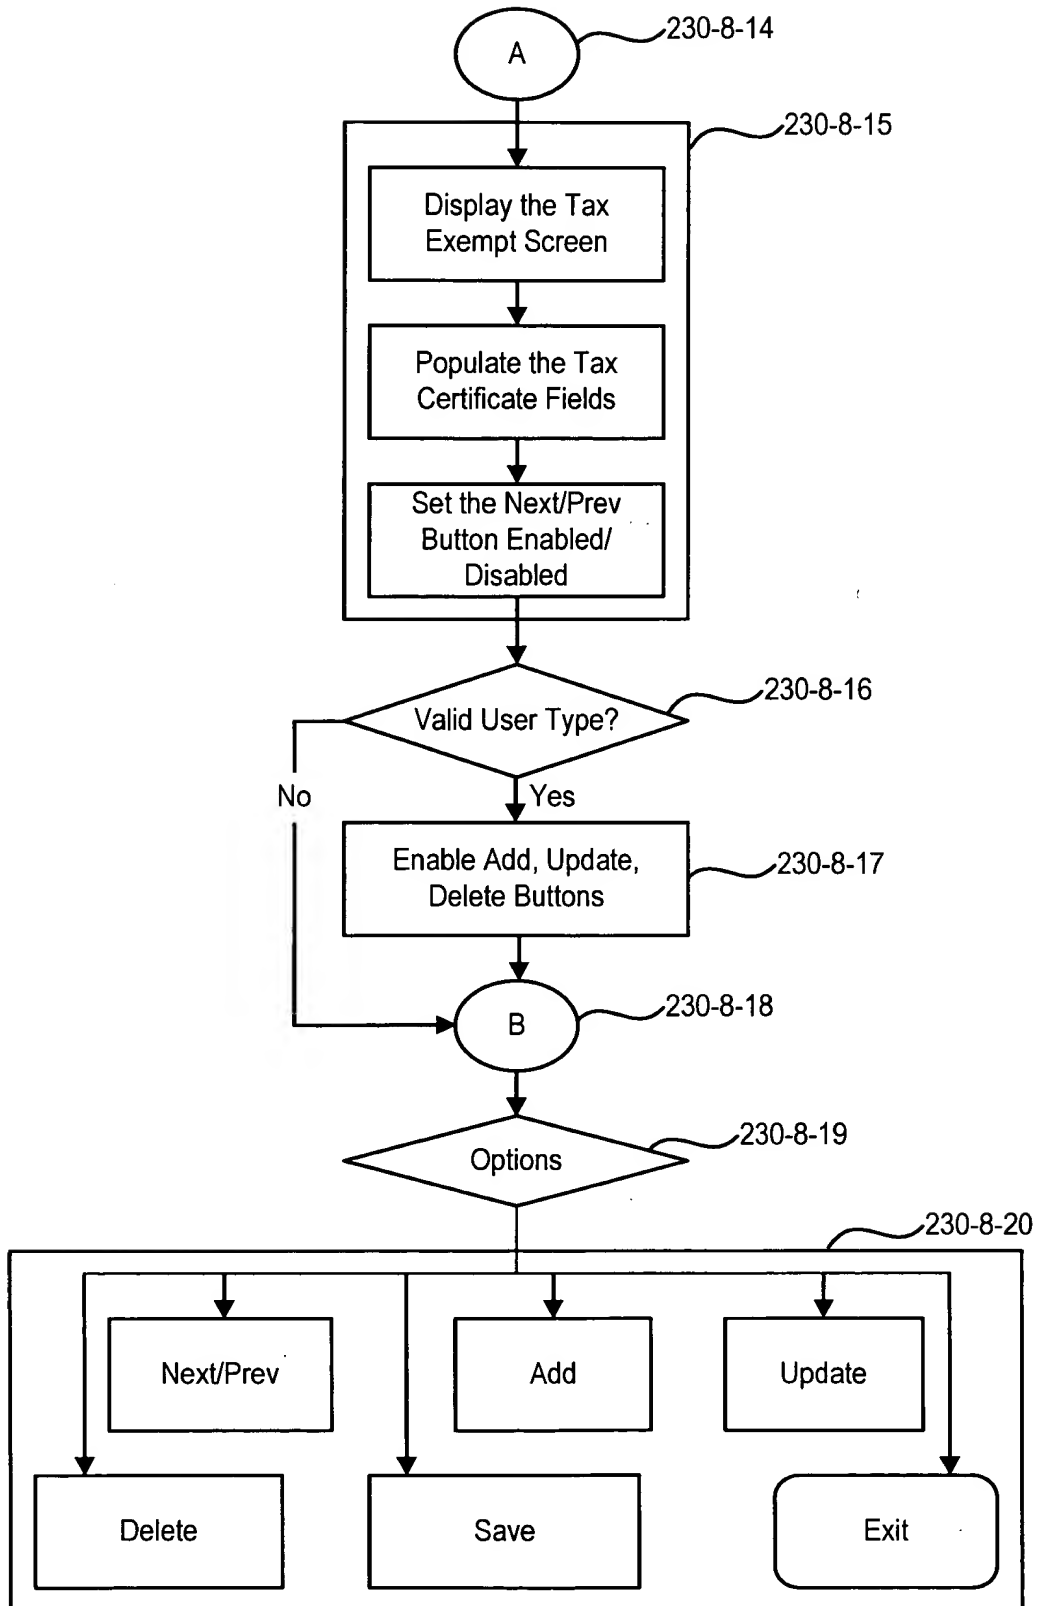 230-8-14
A
230-8-15
Display the Tax
Exempt Screen
Populate the Tax
Certificate Fields
Set the Next/Prev
Button Enabled/
Disabled
230-8-16
Valid User Type?
No
Yes
Enable Add, Update,
Delete Buttons
230-8-17
B
230-8-18
230-8-19
Options
230-8-20
Next/Prev
Add
Update
Delete
Save
Exit